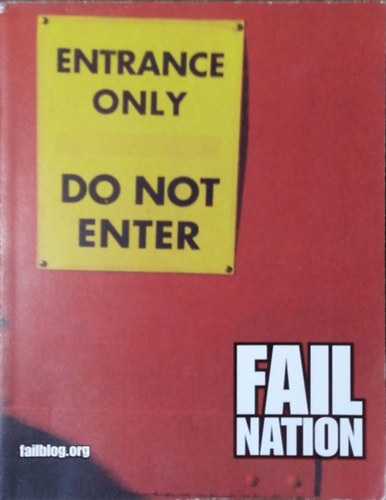 ENTRANCE
ONLY
DO NOT
ENTER
FAIL
NATION
failblog.org